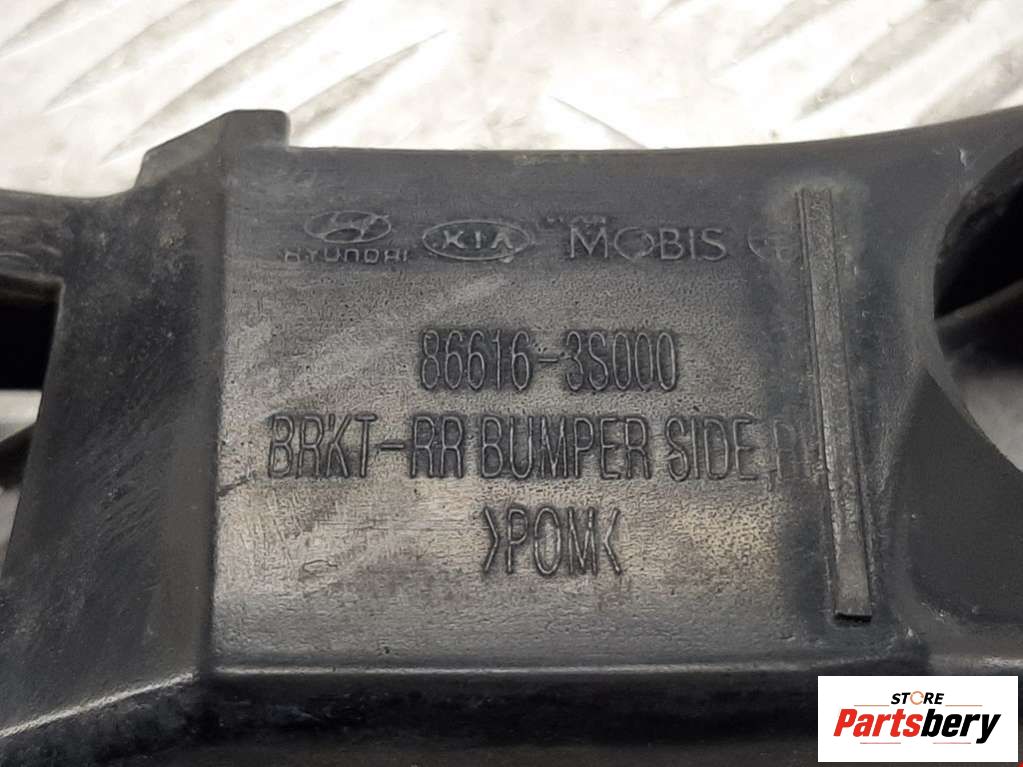 HYUNDAI KIA MOBIS
86616-3S000
BRKT-RR BUMPER SIDE,
>POM<
STORE
Partsbery